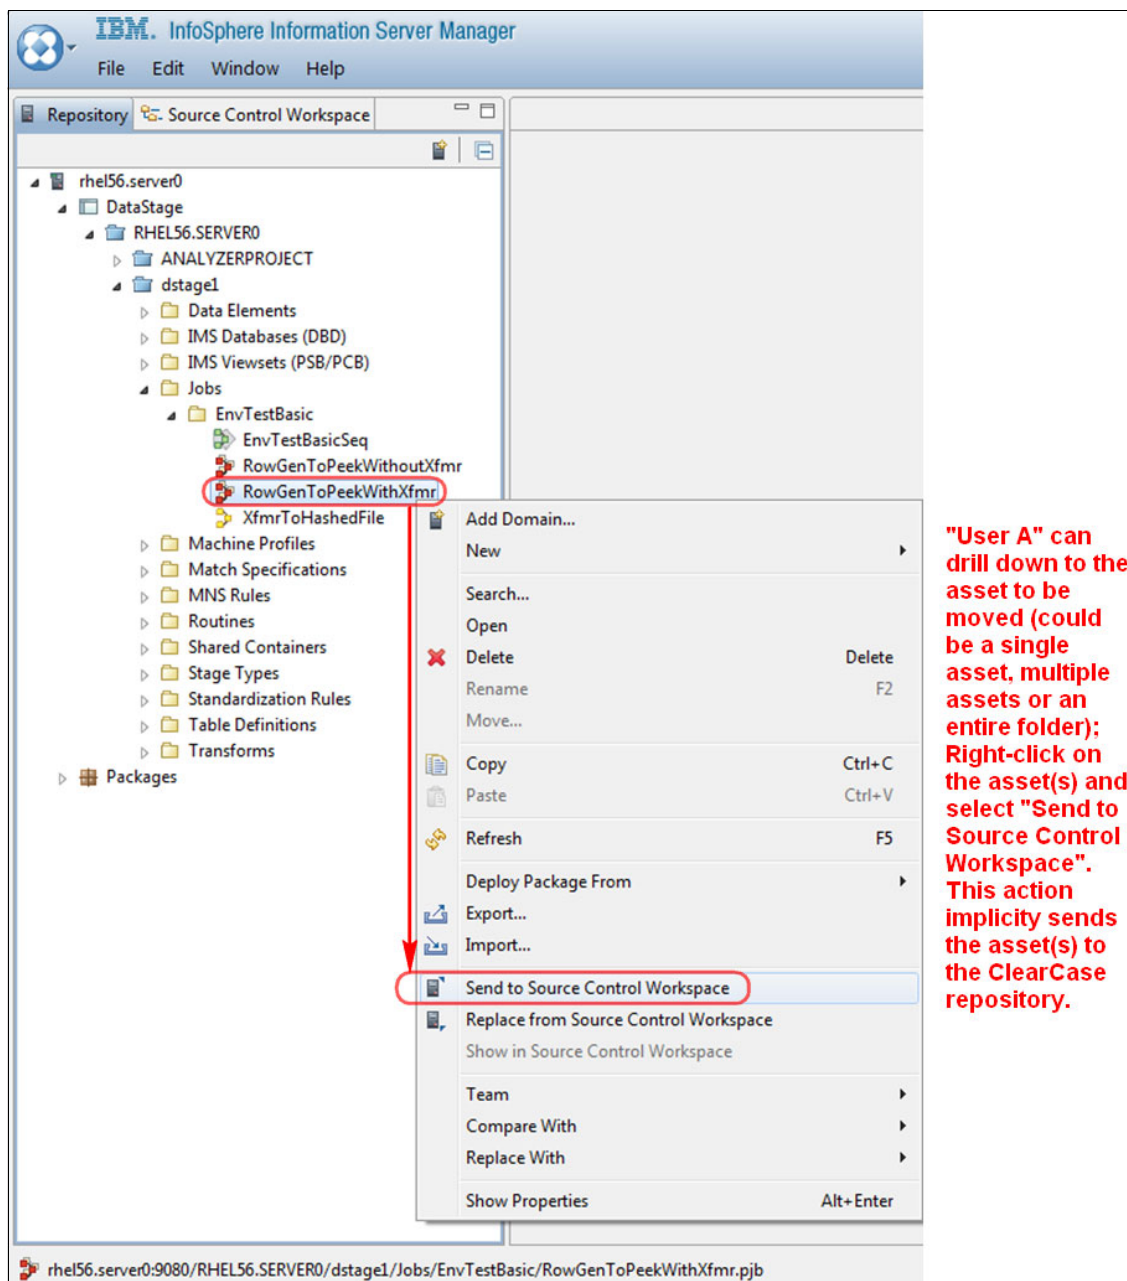 IBM. InfoSphere Information Server Manager
File Edit Window Help
Repository Source Control Workspace
rhel56.server0
DataStage
RHEL56.SERVER0
ANALYZERPROJECT
dstage1
Data Elements
IMS Databases (DBD)
IMS Viewsets (PSB/PCB)
Jobs
EnvTestBasic
EnvTestBasicSeq
RowGenToPeekWithoutXfmr
RowGenToPeekWithXfmr
XfmrToHashedFile
Machine Profiles
Match Specifications
MNS Rules
Routines
Shared Containers
Stage Types
Standardization Rules
Table Definitions
Transforms
Packages
Add Domain...
New
Search...
Open
Delete Delete
Rename F2
Move...
Copy Ctrl+C
Paste Ctrl+V
Refresh F5
Deploy Package From
Export...
Import...
Send to Source Control Workspace
Replace from Source Control Workspace
Show in Source Control Workspace
Team
Compare With
Replace With
Show Properties Alt+Enter
"User A" can
drill down to the
asset to be
moved (could
be a single
asset, multiple
assets or an
entire folder);
Right-click on
the asset(s) and
select "Send to
Source Control
Workspace".
This action
implicity sends
the asset(s) to
the ClearCase
repository.
rhel56.server0:9080/RHEL56.SERVER0/dstage1/Jobs/EnvTestBasic/RowGenToPeekWithXfmr.pjb